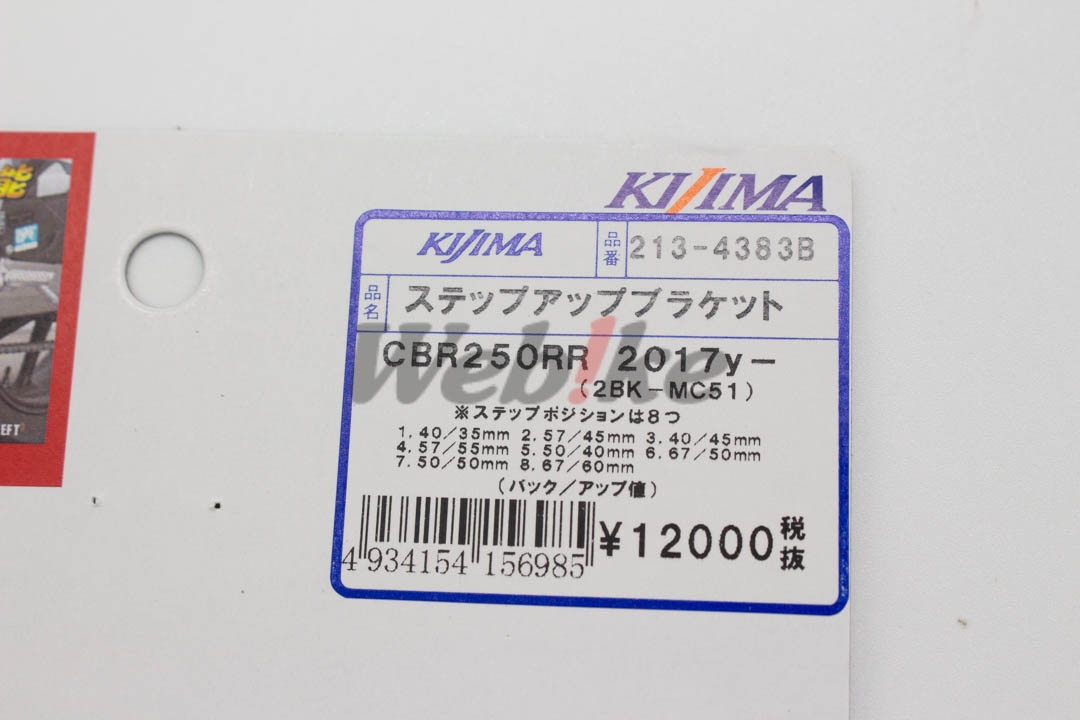 能
EFT
KIJIMA
KIJIMA 品番 213-4383B
品名 ステップアップブラケット
Webike
CBR250RR 2017y－
(2BK－MC51)
※ステップポジションは8つ
1.40/35mm 2.57/45mm 3.40/45mm
4.57/55mm 5.50/40mm 6.67/50mm
7.50/50mm 8.67/60mm
(バック/アップ値)
¥12000 税抜
4 934154 156985